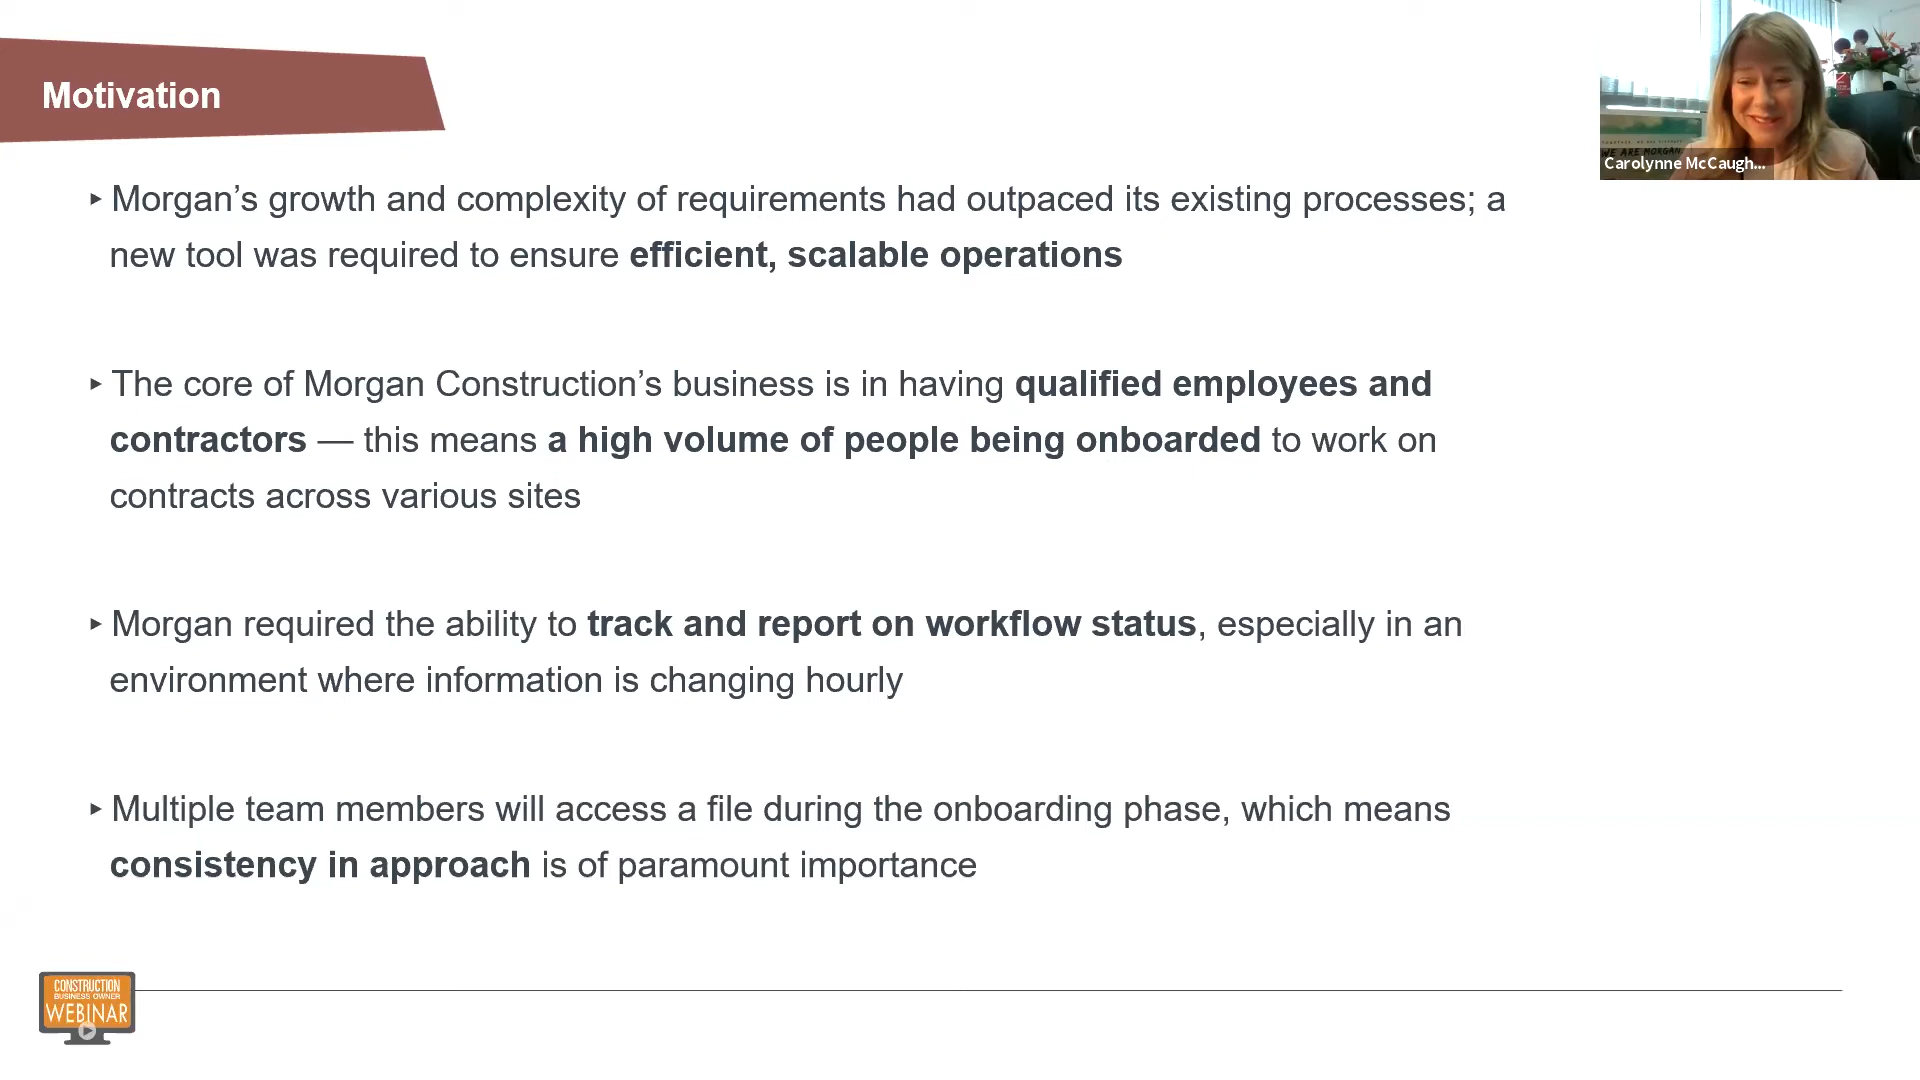 Motivation
Carolynne McCaugh...
WE ARE MORGAN.
▸ Morgan’s growth and complexity of requirements had outpaced its existing processes; a
new tool was required to ensure efficient, scalable operations
▸ The core of Morgan Construction’s business is in having qualified employees and
contractors — this means a high volume of people being onboarded to work on
contracts across various sites
▸ Morgan required the ability to track and report on workflow status, especially in an
environment where information is changing hourly
▸ Multiple team members will access a file during the onboarding phase, which means
consistency in approach is of paramount importance
CONSTRUCTION
BUSINESS OWNER
WEBINAR